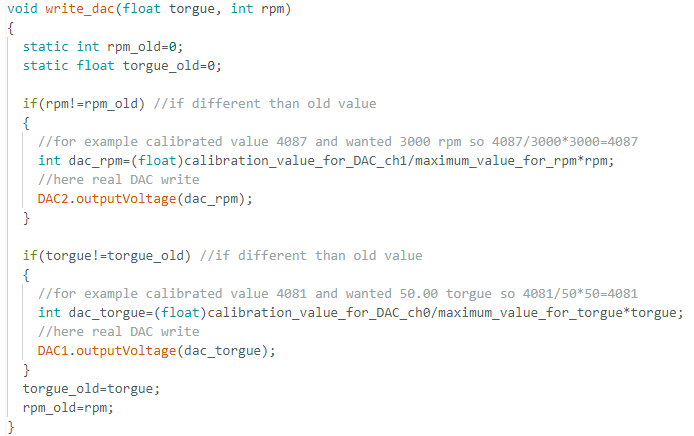 void write_dac(float torgue, int rpm)
{
  static int rpm_old=0;
  static float torgue_old=0;

  if(rpm!=rpm_old) //if different than old value
  {
    //for example calibrated value 4087 and wanted 3000 rpm so 4087/3000*3000=4087
    int dac_rpm=(float)calibration_value_for_DAC_ch1/maximum_value_for_rpm*rpm;
    //here real DAC write
    DAC2.outputVoltage(dac_rpm);
  }

  if(torgue!=torgue_old) //if different than old value
  {
    //for example calibrated value 4081 and wanted 50.00 torgue so 4081/50*50=4081
    int dac_torgue=(float)calibration_value_for_DAC_ch0/maximum_value_for_torgue*torgue;
    //here real DAC write
    DAC1.outputVoltage(dac_torgue);
  }
  torgue_old=torgue;
  rpm_old=rpm;
}